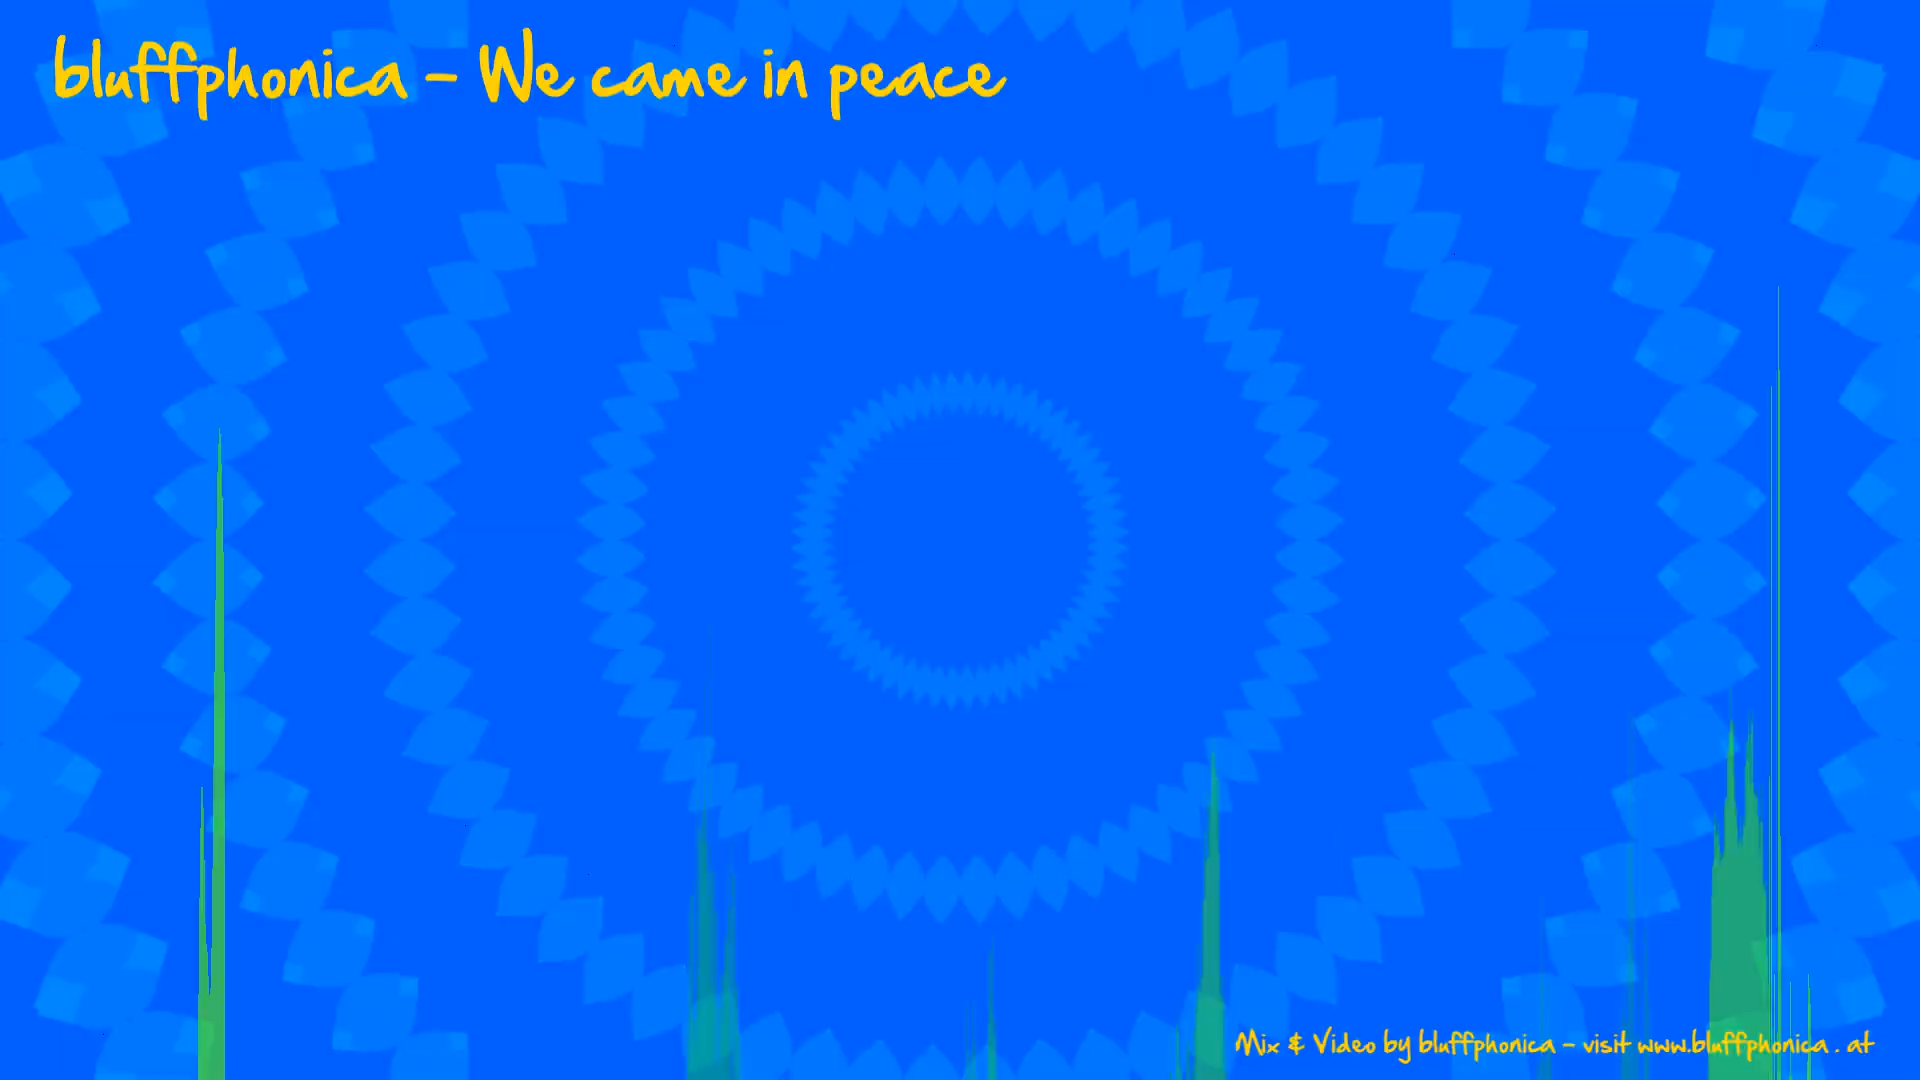 bluffphonica - We came in peace
Mix & Video by bluffphonica - visit www.bluffphonica . at